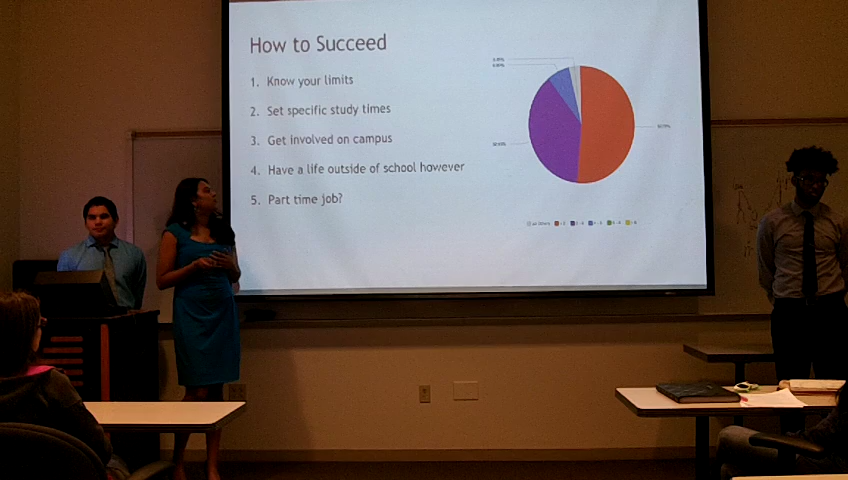 How to Succeed
1. Know your limits
2. Set specific study times
3. Get involved on campus
4. Have a life outside of school however
5. Part time job?